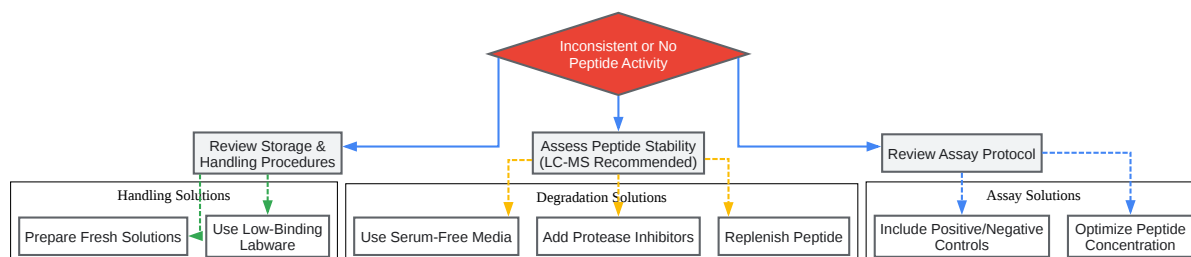 Inconsistent or No
Peptide Activity
Review Storage &
Handling Procedures
Assess Peptide Stability
(LC-MS Recommended)
Review Assay Protocol
Handling Solutions
Degradation Solutions
Assay Solutions
Prepare Fresh Solutions
Use Low-Binding
Labware
Use Serum-Free Media
Add Protease Inhibitors
Replenish Peptide
Include Positive/Negative
Controls
Optimize Peptide
Concentration